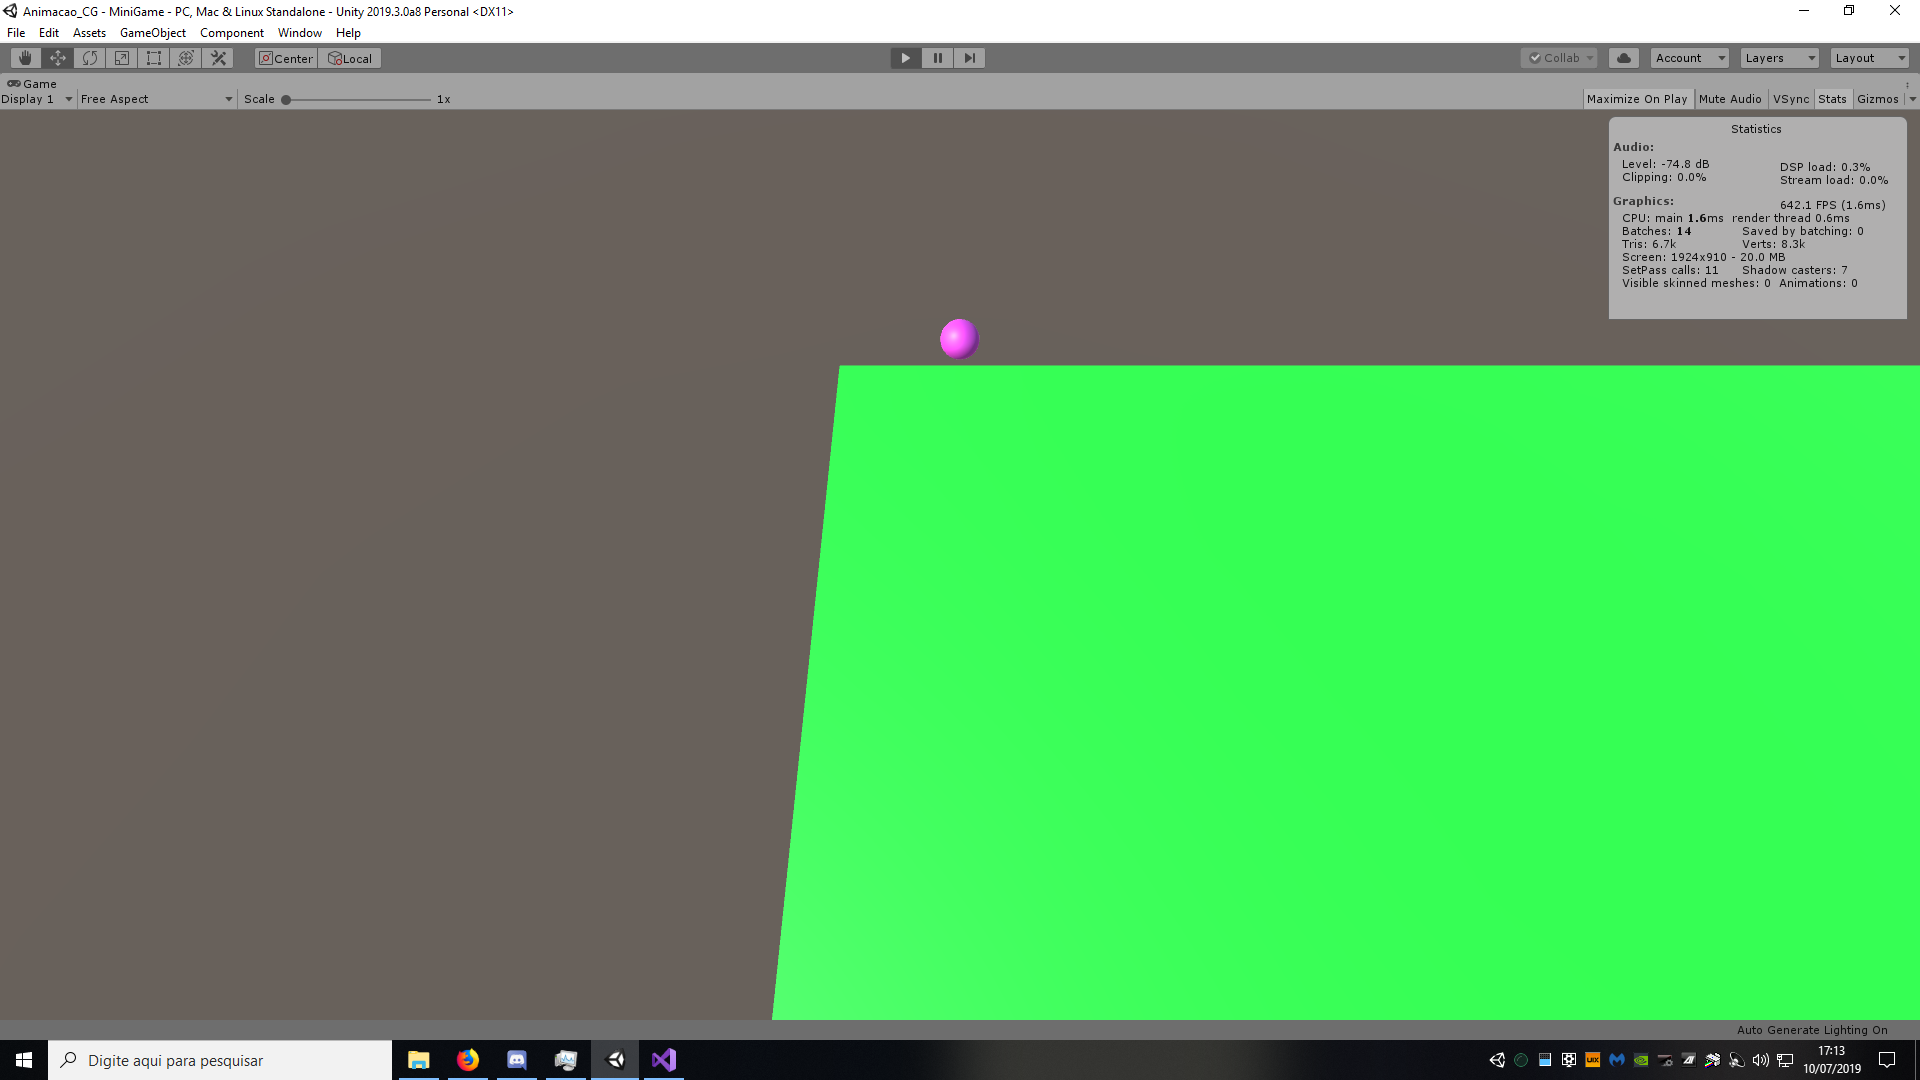 Animacao_CG - MiniGame - PC, Mac & Linux Standalone - Unity 2019.3.0a8 Personal <DX11>
File Edit Assets GameObject Component Window Help
Center Local Collab Account Layers Layout
Game
Display 1 Free Aspect Scale 1x Maximize On Play Mute Audio VSync Stats Gizmos
Statistics
Audio:
Level: -74.8 dB DSP load: 0.3%
Clipping: 0.0% Stream load: 0.0%
Graphics: 642.1 FPS (1.6ms)
CPU: main 1.6ms render thread 0.6ms
Batches: 14 Saved by batching: 0
Tris: 6.7k Verts: 8.3k
Screen: 1924x910 - 20.0 MB
SetPass calls: 11 Shadow casters: 7
Visible skinned meshes: 0 Animations: 0
Auto Generate Lighting On
Digite aqui para pesquisar
17:13
10/07/2019